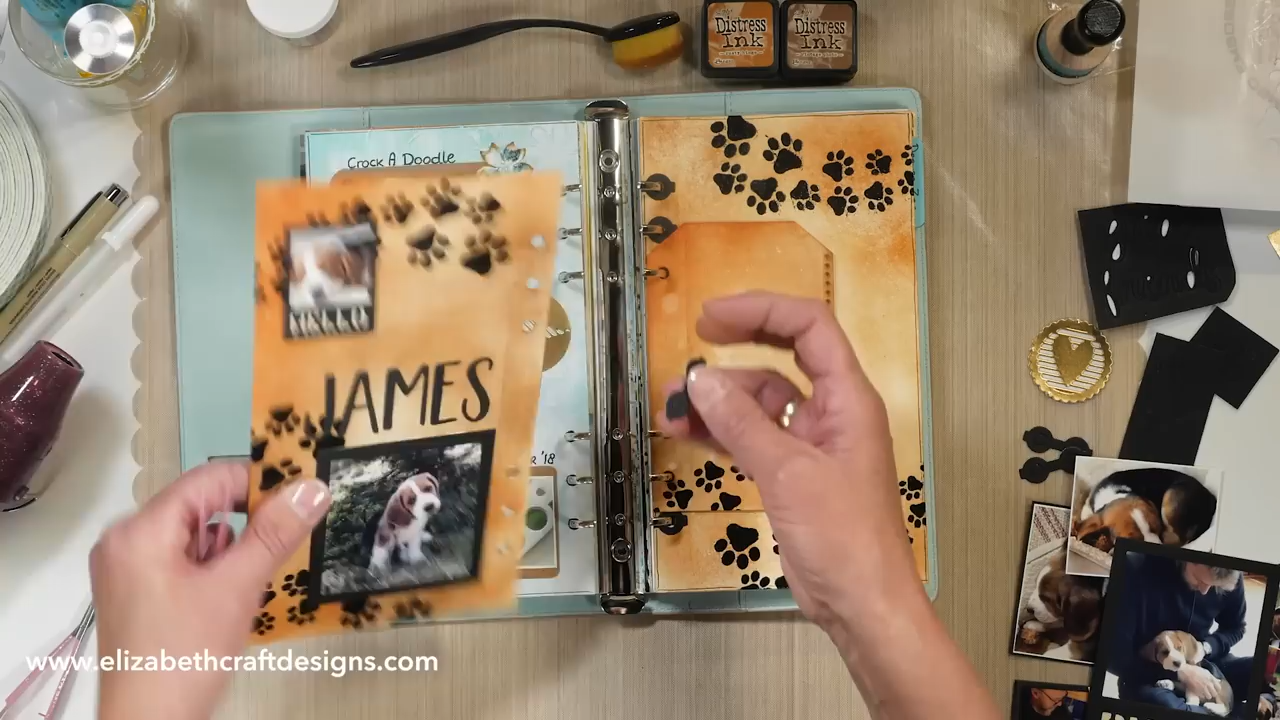 Distress
Ink
Distress
Ink
Crock A Doodle
JAMES
'18
www.elizabethcraftdesigns.com